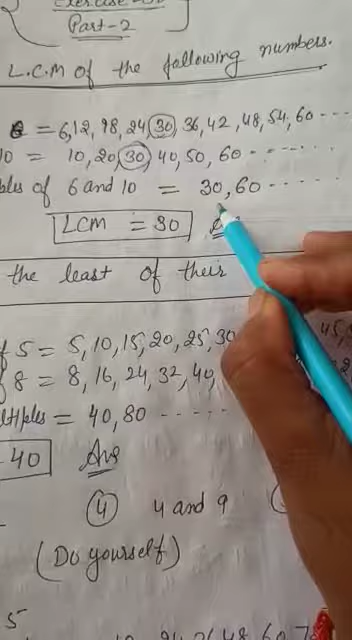 Part-2
L.C.M of the following numbers.
= 6,12, 18, 24 30, 36, 42, 48, 54, 60 ...
10 = 10, 20, 30, 40, 50, 60 .......
of 6 and 10 = 30, 60 .....
LCM = 30
the least of their
5 = 5, 10, 15, 20, 25, 30 45,
8 = 8, 16, 24, 32, 40,
= 40, 80 .....
40 Ans
4 4 and 9
(Do yourself)
5